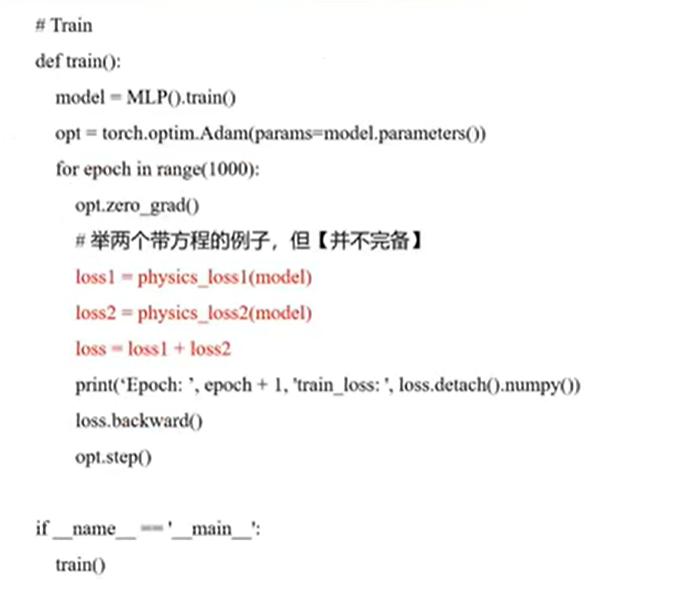 # Train
def train():
model = MLP().train()
opt = torch.optim.Adam(params=model.parameters())
for epoch in range(1000):
opt.zero_grad()
# 举两个带方程的例子，但【并不完备】
loss1 = physics_loss1(model)
loss2 = physics_loss2(model)
loss = loss1 + loss2
print(‘Epoch: ’, epoch + 1, 'train_loss: ', loss.detach().numpy())
loss.backward()
opt.step()
if __name__ == '__main__':
train()